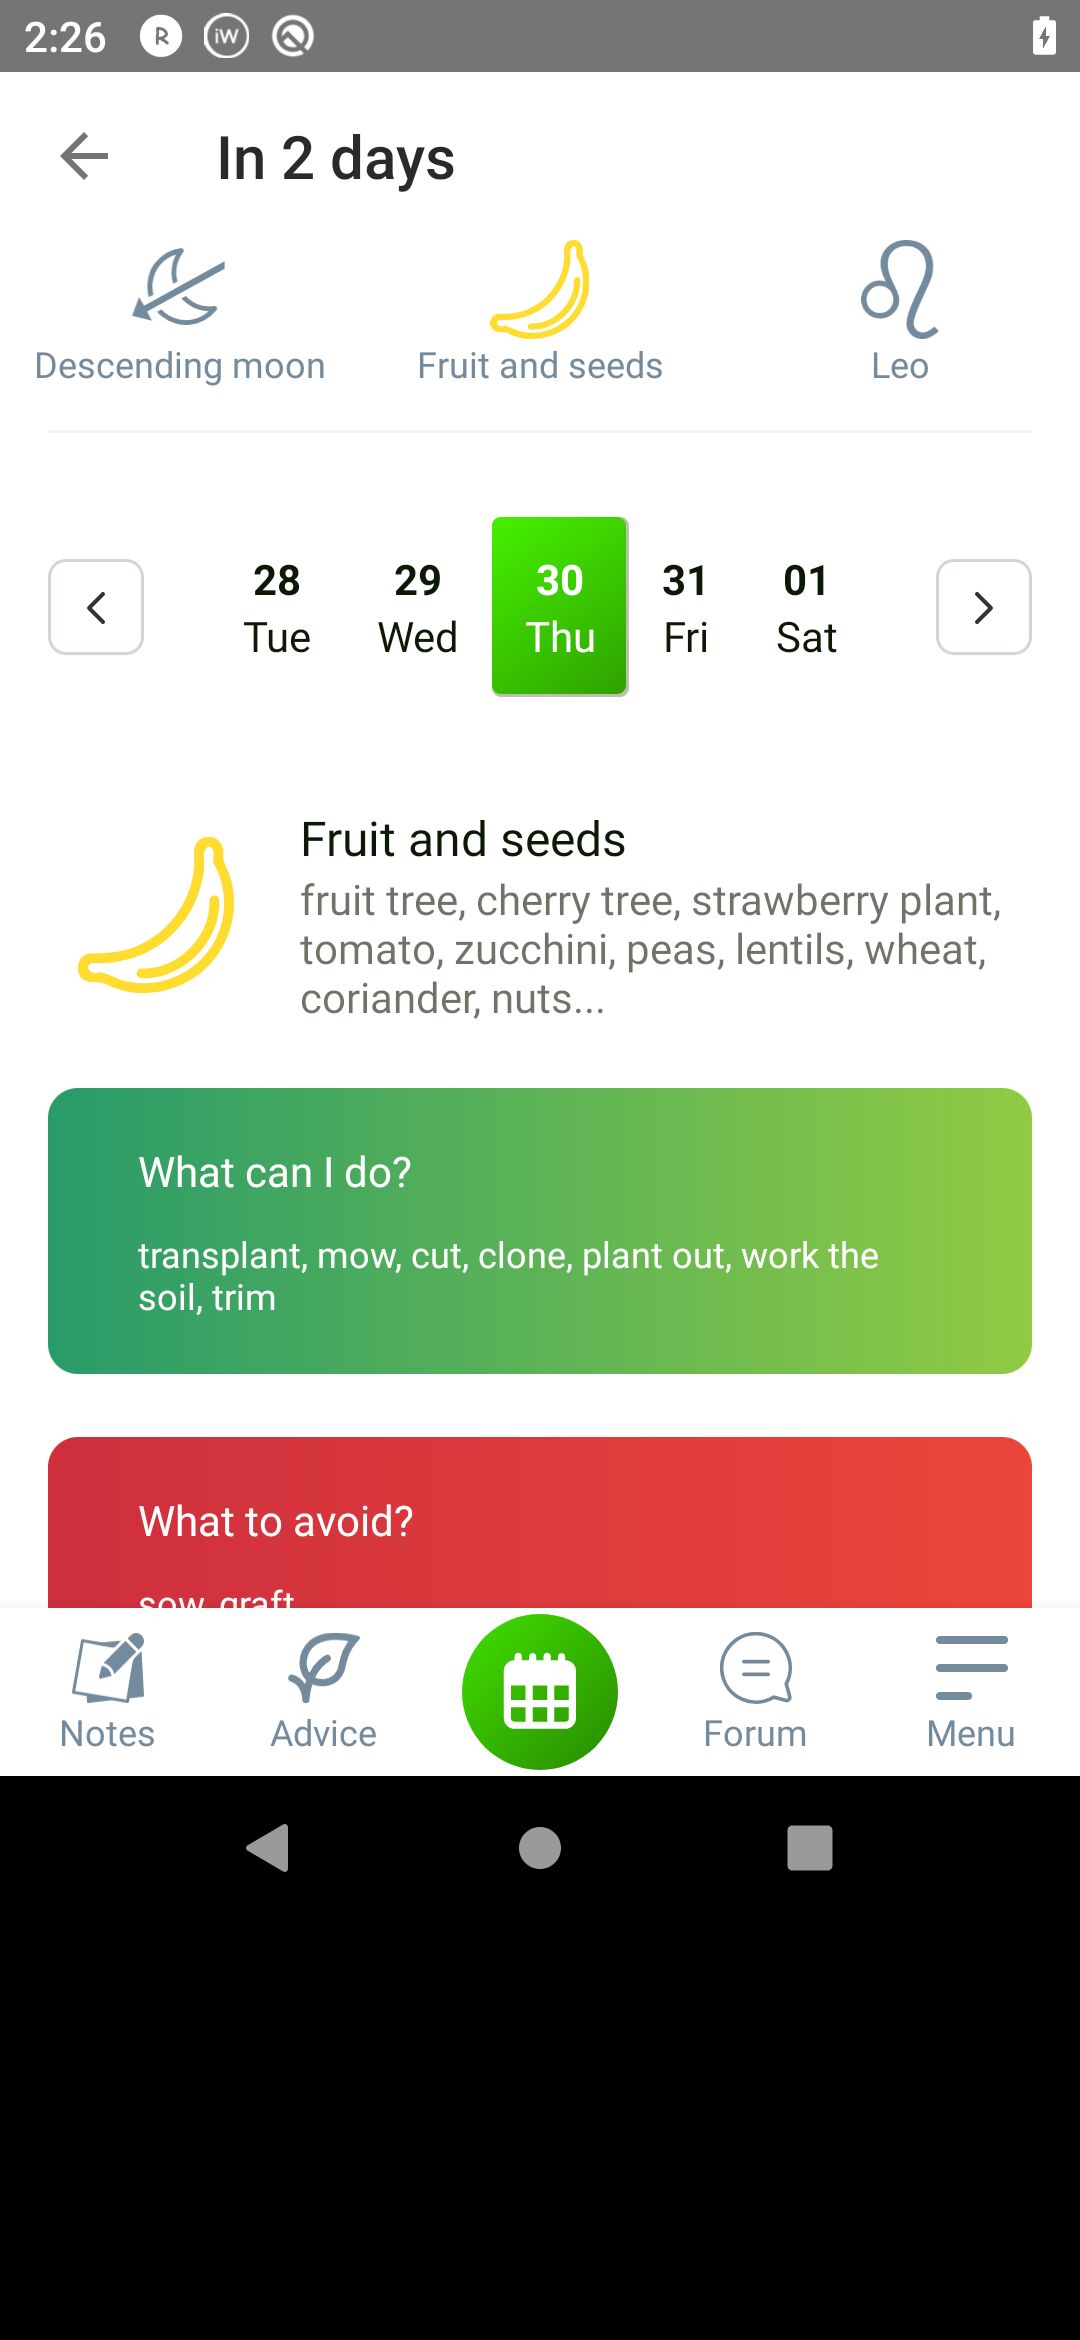 2:26 R iW
In 2 days
Descending moon Fruit and seeds Leo
28 29 30 31 01
Tue Wed Thu Fri Sat
Fruit and seeds
fruit tree, cherry tree, strawberry plant,
tomato, zucchini, peas, lentils, wheat,
coriander, nuts...
What can I do?
transplant, mow, cut, clone, plant out, work the
soil, trim
What to avoid?
sow, graft
Notes Advice Forum Menu